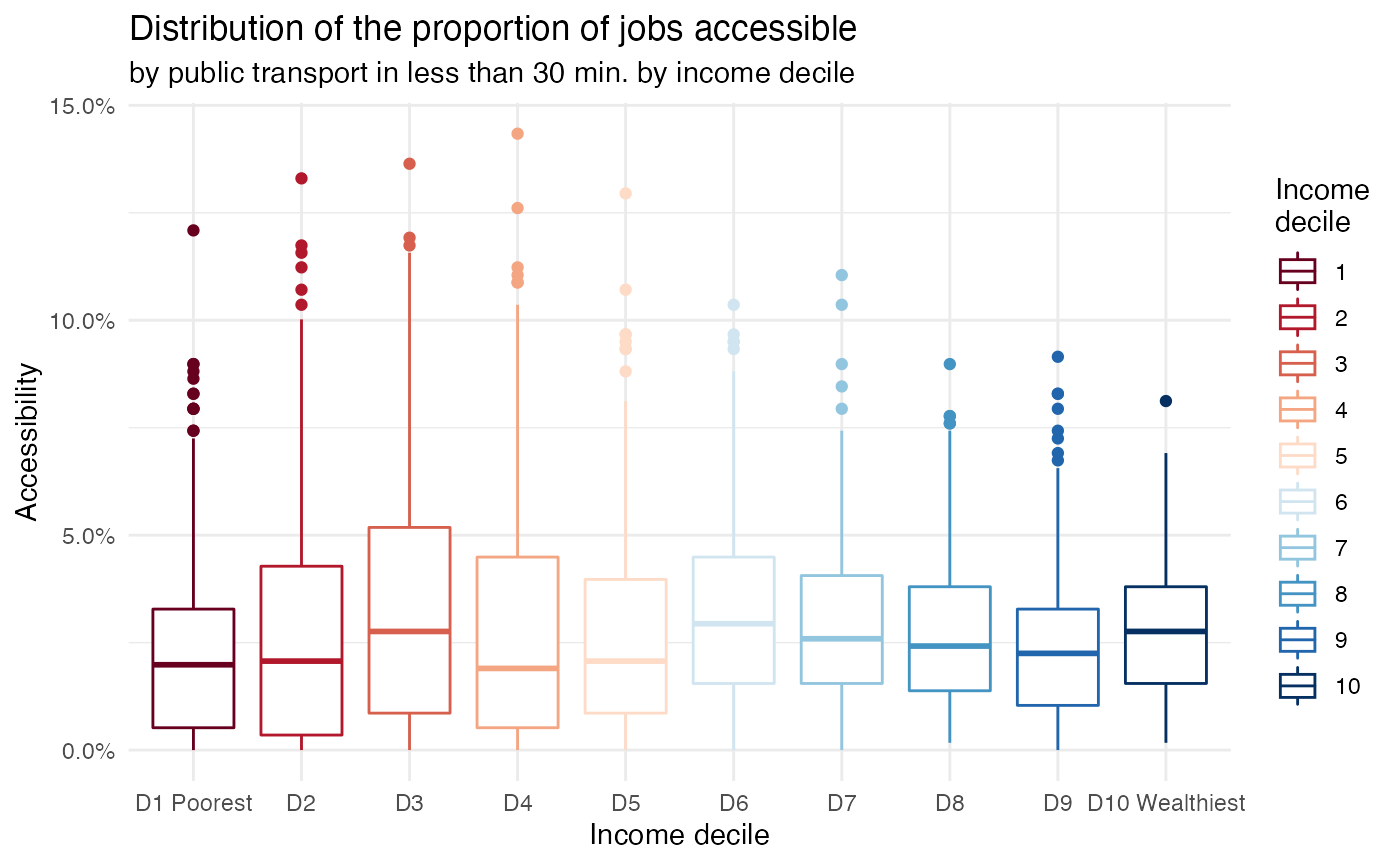 Distribution of the proportion of jobs accessible
by public transport in less than 30 min. by income decile
15.0%
10.0%
5.0%
0.0%
Accessibility
D1 Poorest D2 D3 D4 D5 D6 D7 D8 D9 D10 Wealthiest
Income decile
Income
decile
1
2
3
4
5
6
7
8
9
10